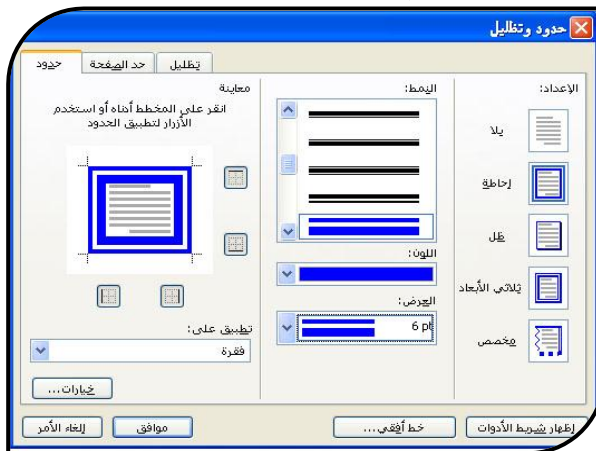 حدود وتظليل
حدود
حد الصفحة
تظليل
الإعداد:
بلا
إحاطة
ظل
ثلاثي الأبعاد
مخصص
النمط:
اللون:
العرض:
6 pt
معاينة
انقر على المخطط أدناه أو استخدم
الأزرار لتطبيق الحدود
تطبيق على:
فقرة
خيارات...
إظهار شريط الأدوات
خط أفقي...
موافق
إلغاء الأمر